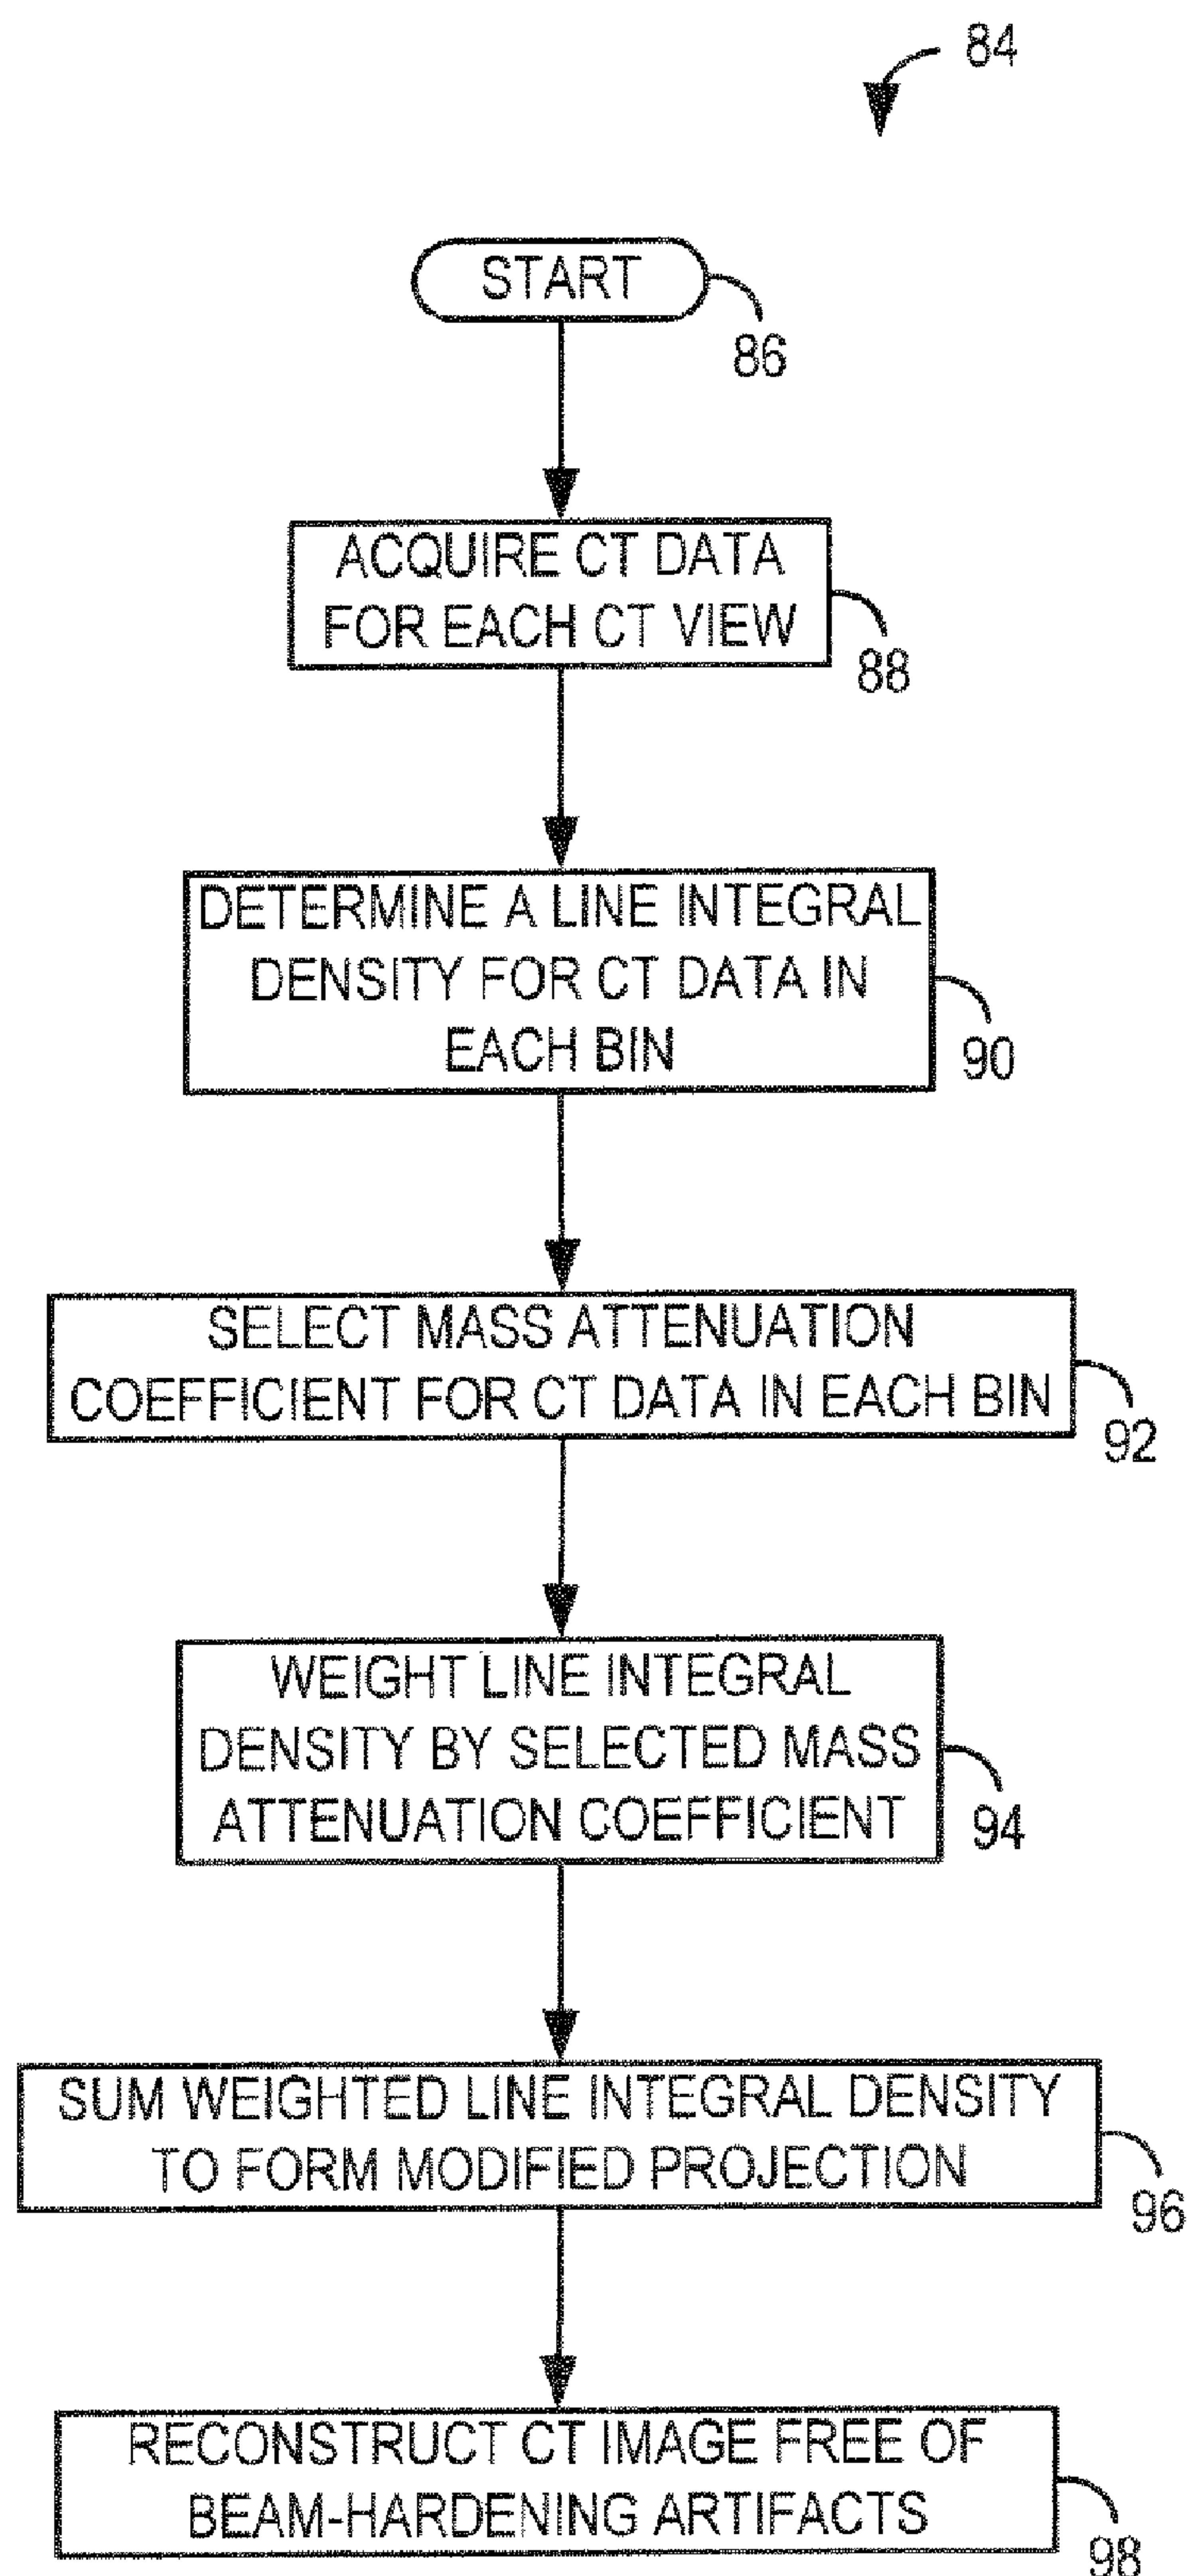 84
START
86
ACQUIRE CT DATA
FOR EACH CT VIEW
88
DETERMINE A LINE INTEGRAL
DENSITY FOR CT DATA IN
EACH BIN
90
SELECT MASS ATTENUATION
COEFFICIENT FOR CT DATA IN EACH BIN
92
WEIGHT LINE INTEGRAL
DENSITY BY SELECTED MASS
ATTENUATION COEFFICIENT
94
SUM WEIGHTED LINE INTEGRAL DENSITY
TO FORM MODIFIED PROJECTION
96
RECONSTRUCT CT IMAGE FREE OF
BEAM-HARDENING ARTIFACTS
98